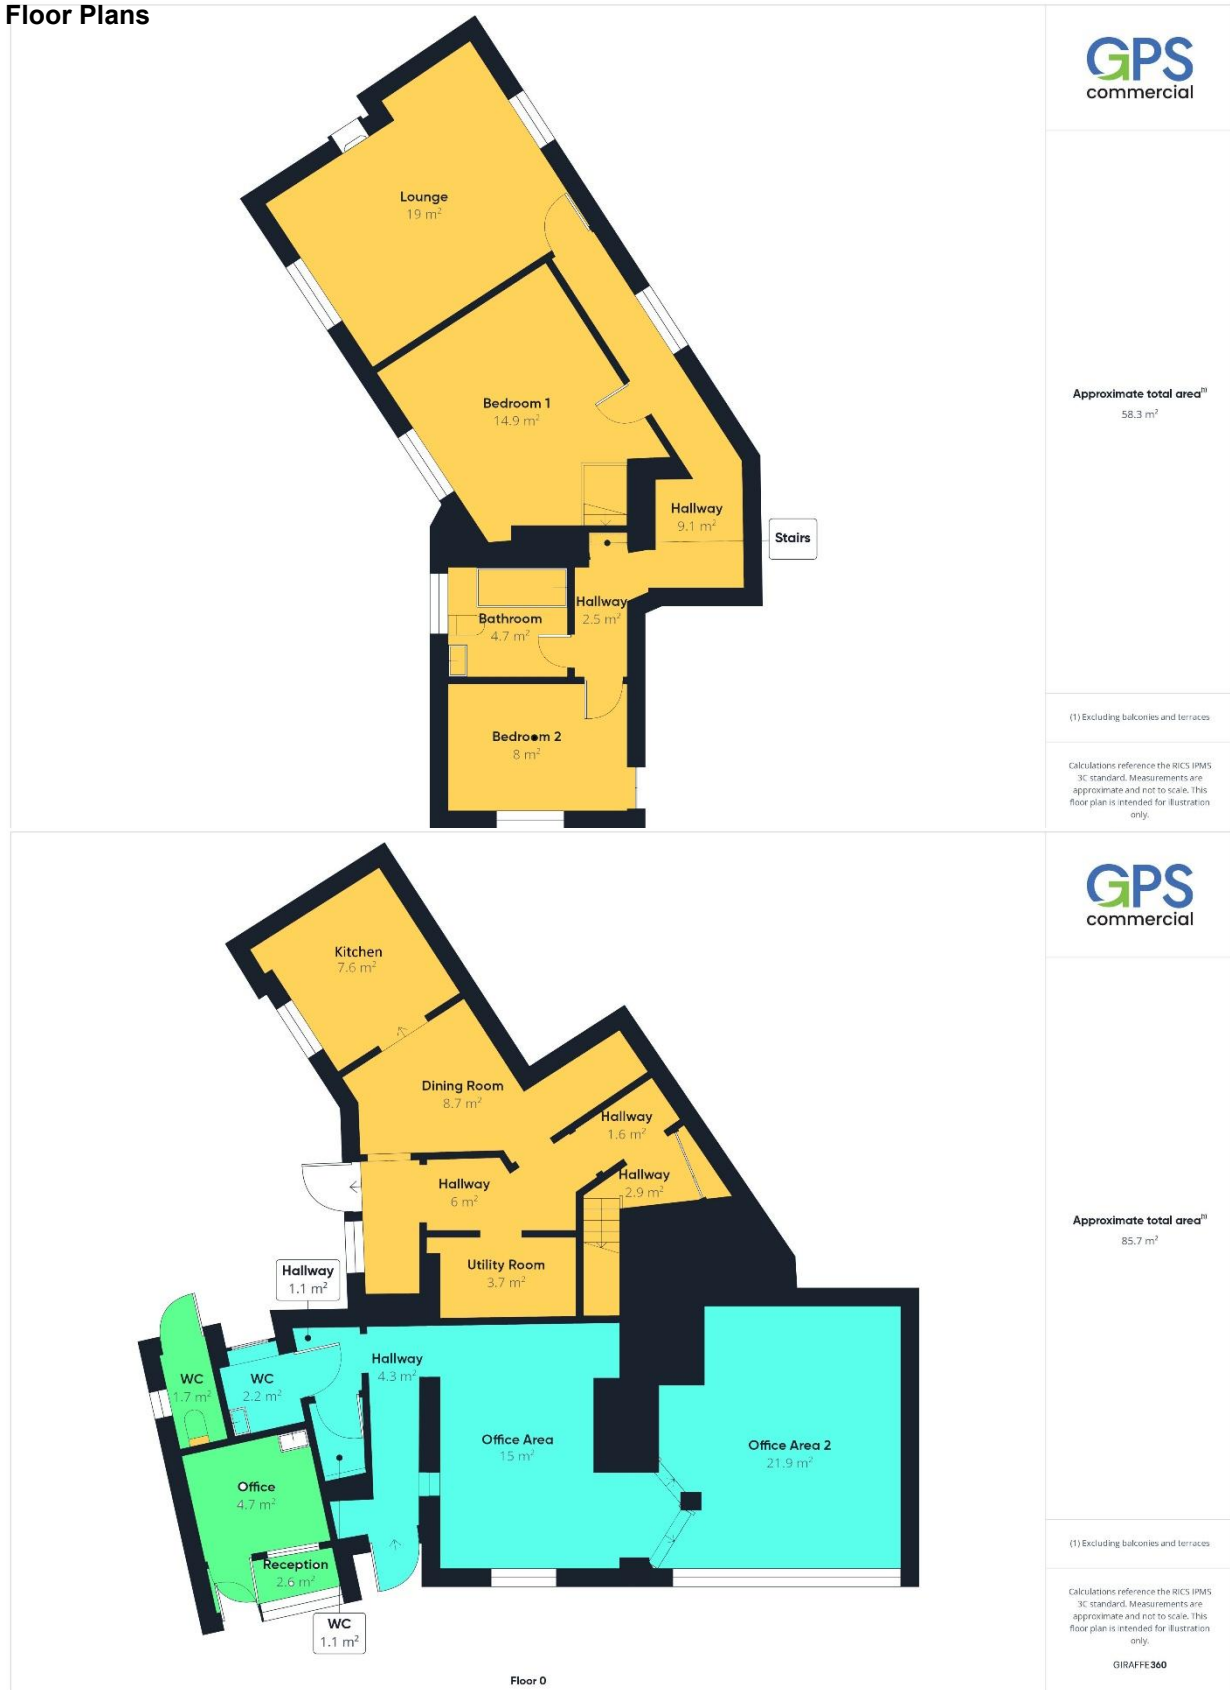 Floor Plans
GPS
commercial
Lounge
19 m²
Bedroom 1
14.9 m²
Approximate total area⁽¹⁾
58.3 m²
Hallway
9.1 m²
Stairs
Hallway
2.5 m²
Bathroom
4.7 m²
Bedroom 2
8 m²
(1) Excluding balconies and terraces
Calculations reference the RICS IPMS
3C standard. Measurements are
approximate and not to scale. This
floor plan is intended for illustration
only.
GPS
commercial
Kitchen
7.6 m²
Dining Room
8.7 m²
Hallway
1.6 m²
Hallway
2.9 m²
Hallway
6 m²
Utility Room
3.7 m²
Approximate total area⁽¹⁾
85.7 m²
Hallway
1.1 m²
Hallway
4.3 m²
WC
1.7 m²
WC
2.2 m²
Office Area
15 m²
Office Area 2
21.9 m²
Office
4.7 m²
Reception
2.6 m²
WC
1.1 m²
Floor 0
(1) Excluding balconies and terraces
Calculations reference the RICS IPMS
3C standard. Measurements are
approximate and not to scale. This
floor plan is intended for illustration
only.
GIRAFFE360